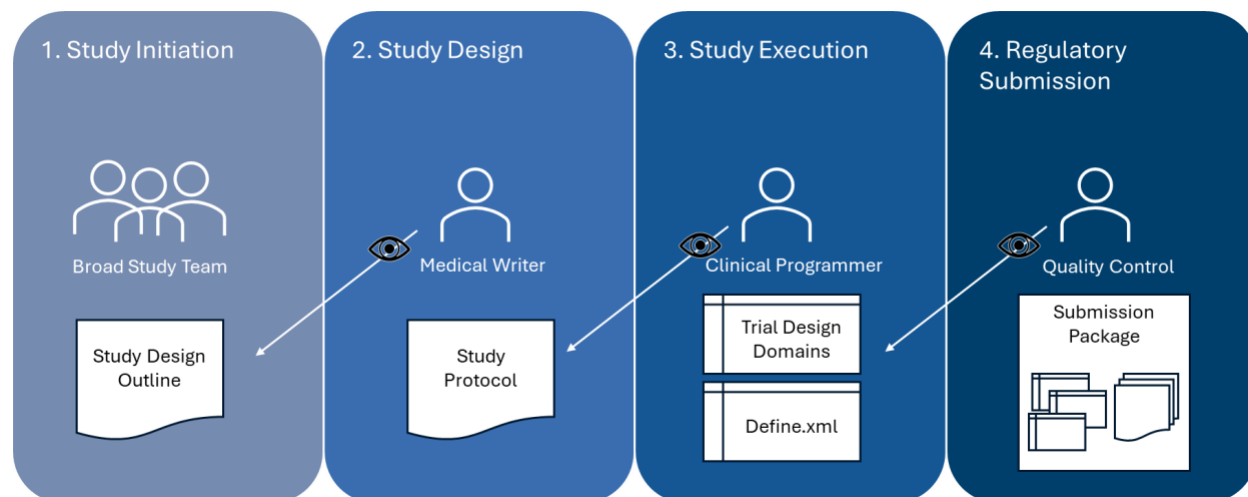 1. Study Initiation
Broad Study Team
Study Design
Outline
2. Study Design
Medical Writer
Study
Protocol
3. Study Execution
Clinical Programmer
Trial Design
Domains
Define.xml
4. Regulatory
Submission
Quality Control
Submission
Package